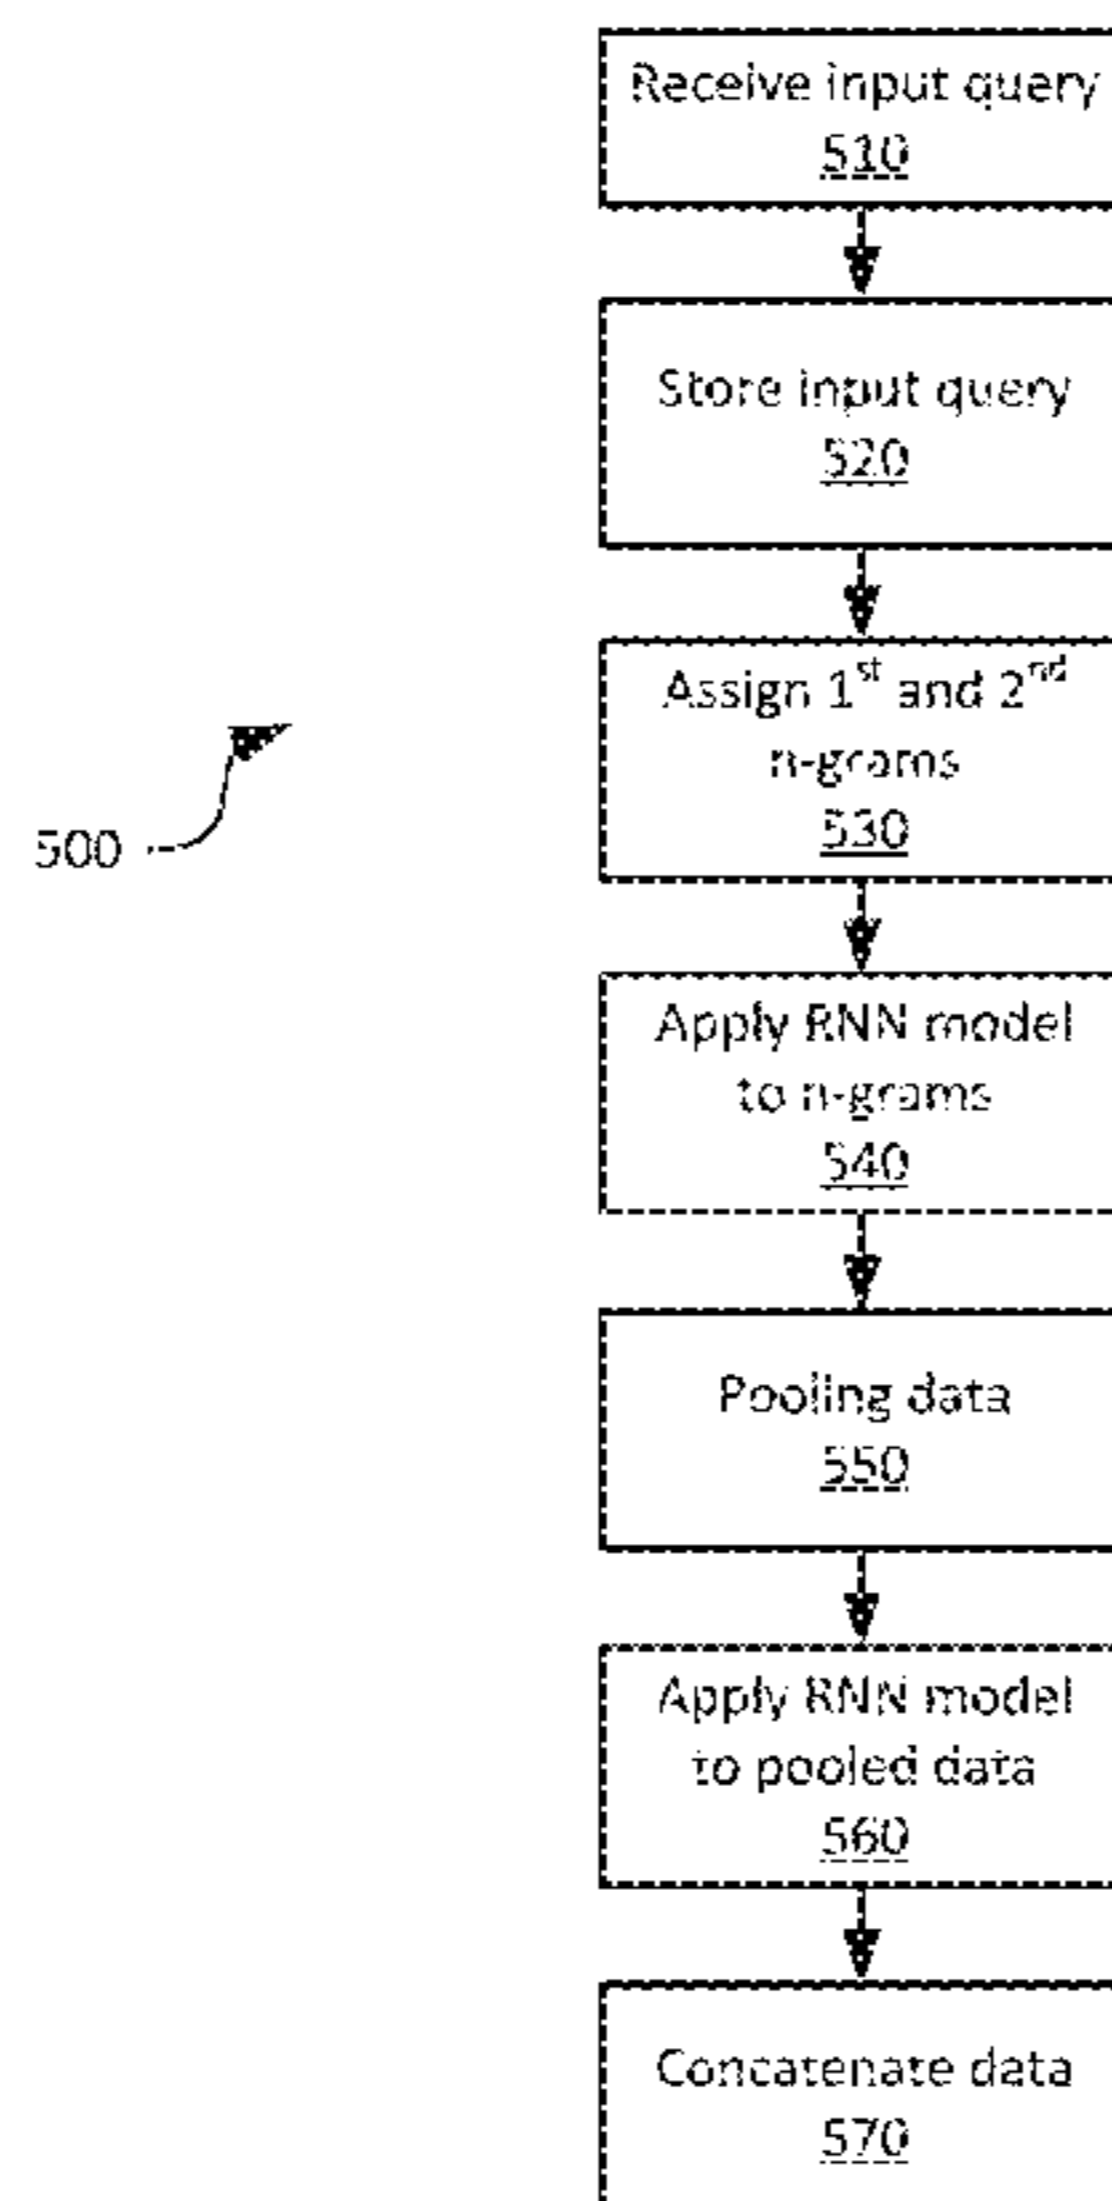 Receive input query
510
Store input query
520
Assign 1st and 2nd
n-grams
530
500
Apply RNN model
to n-grams
540
Pooling data
550
Apply RNN model
to pooled data
560
Concatenate data
570